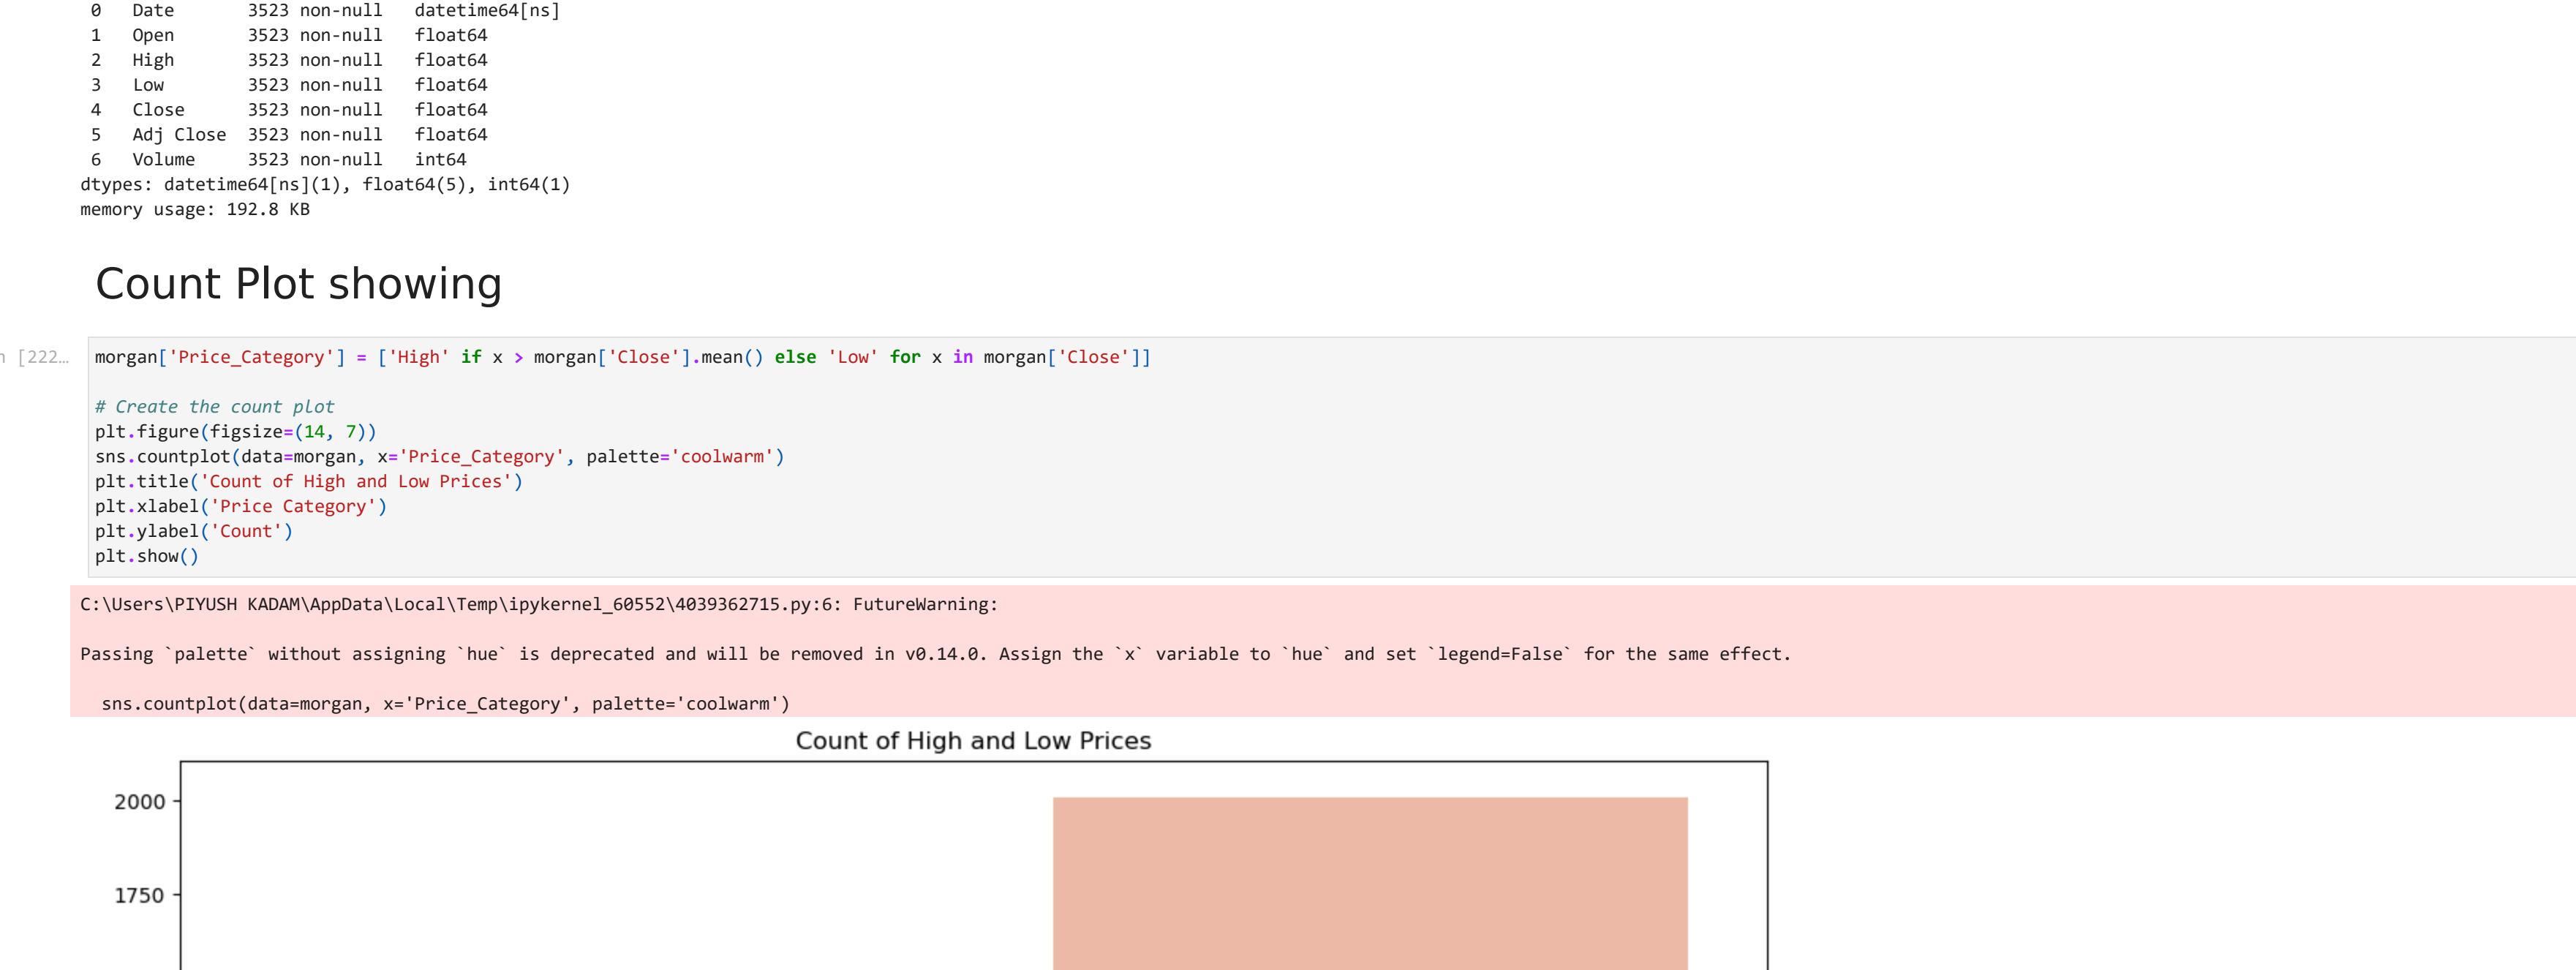 0 Date 3523 non-null datetime64[ns]
1 Open 3523 non-null float64
2 High 3523 non-null float64
3 Low 3523 non-null float64
4 Close 3523 non-null float64
5 Adj Close 3523 non-null float64
6 Volume 3523 non-null int64
dtypes: datetime64[ns](1), float64(5), int64(1)
memory usage: 192.8 KB
Count Plot showing
n [222…
morgan['Price_Category'] = ['High' if x > morgan['Close'].mean() else 'Low' for x in morgan['Close']]
# Create the count plot
plt.figure(figsize=(14, 7))
sns.countplot(data=morgan, x='Price_Category', palette='coolwarm')
plt.title('Count of High and Low Prices')
plt.xlabel('Price Category')
plt.ylabel('Count')
plt.show()
C:\Users\PIYUSH KADAM\AppData\Local\Temp\ipykernel_60552\4039362715.py:6: FutureWarning:
Passing `palette` without assigning `hue` is deprecated and will be removed in v0.14.0. Assign the `x` variable to `hue` and set `legend=False` for the same effect.
sns.countplot(data=morgan, x='Price_Category', palette='coolwarm')
Count of High and Low Prices
2000
1750